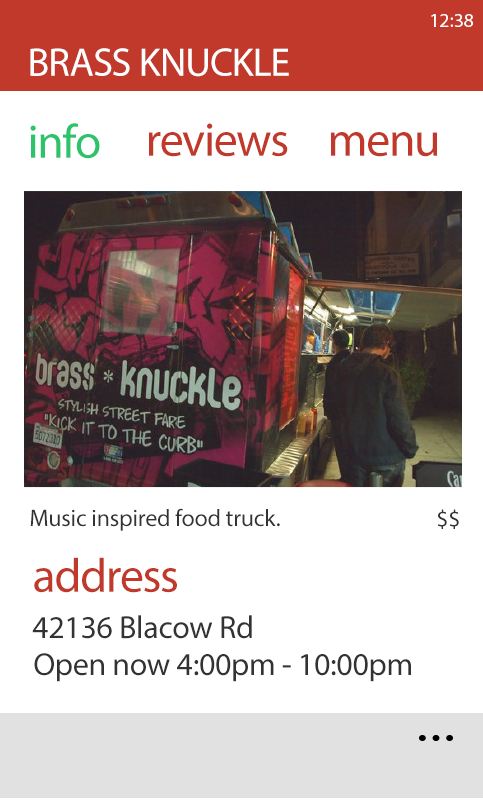 12:38
BRASS KNUCKLE
info reviews menu
brass * knuckle
STYLISH STREET FARE
"KICK IT TO THE CURB"
Ca
Music inspired food truck. $$
address
42136 Blacow Rd
Open now 4:00pm - 10:00pm
...